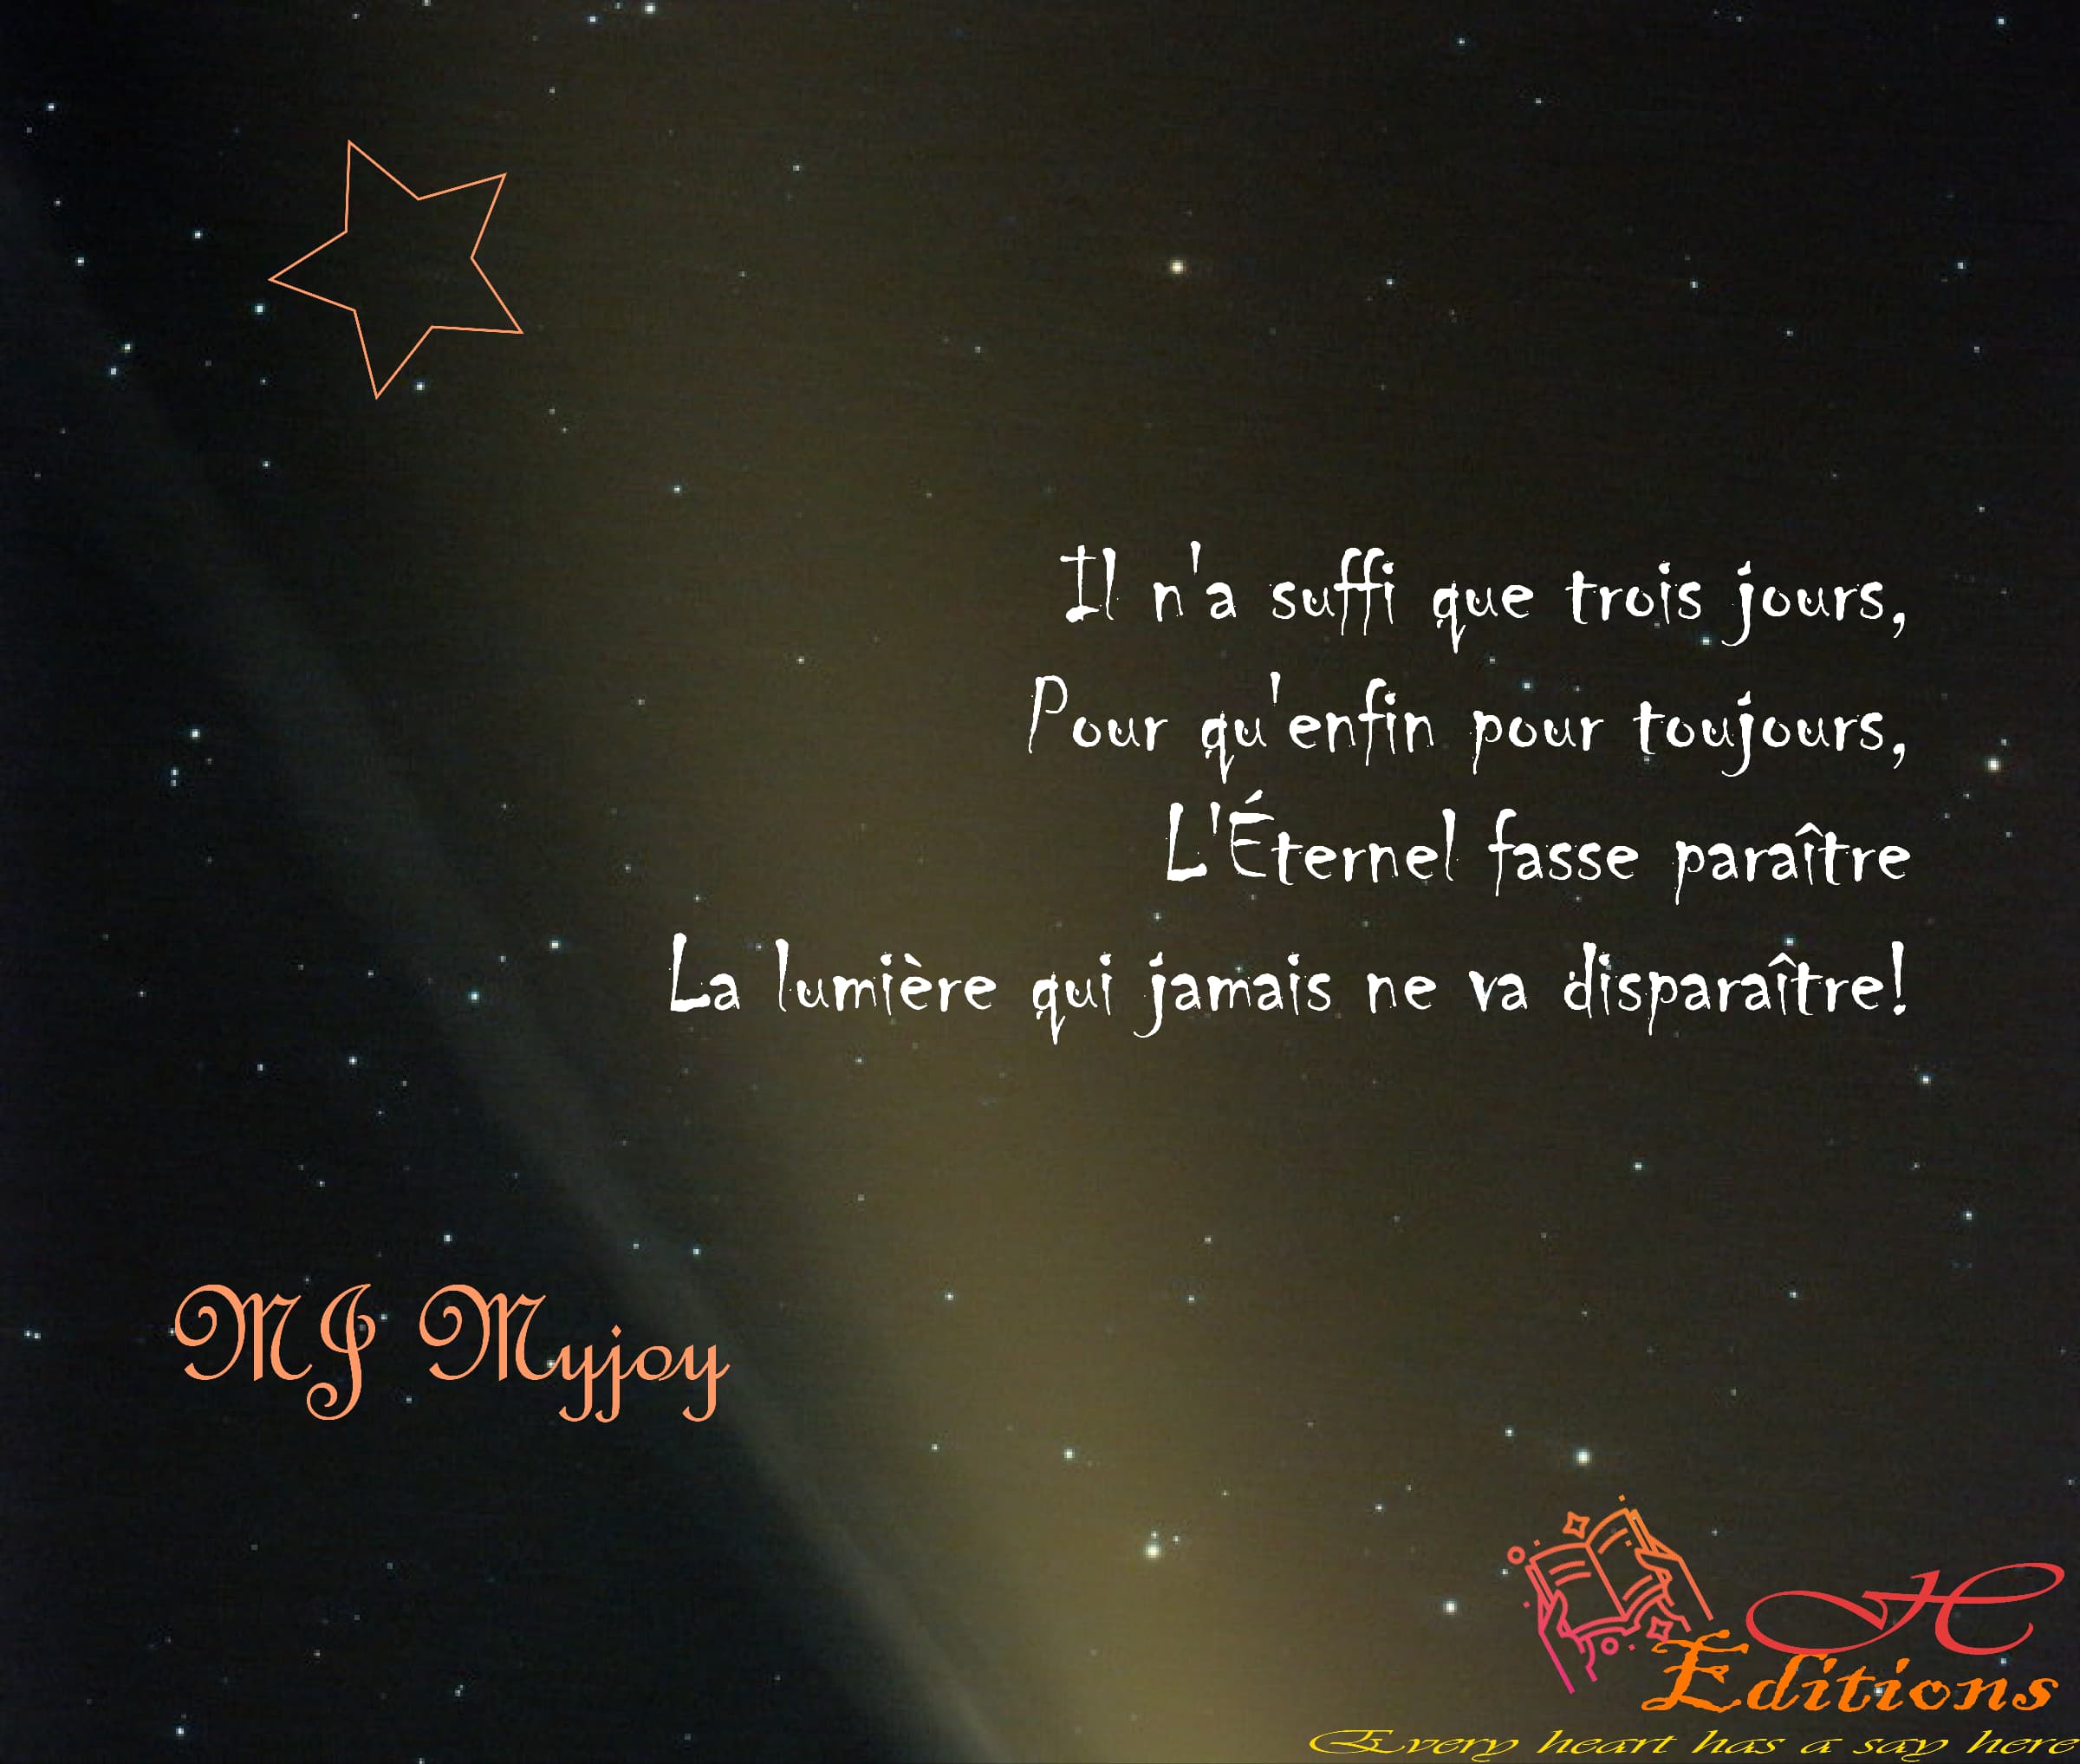 Il n'a suffi que trois jours,
Pour qu'enfin pour toujours,
L'Éternel fasse paraître
La lumière qui jamais ne va disparaître!
MJ Myjoy
H
Editions
Every heart has a say here